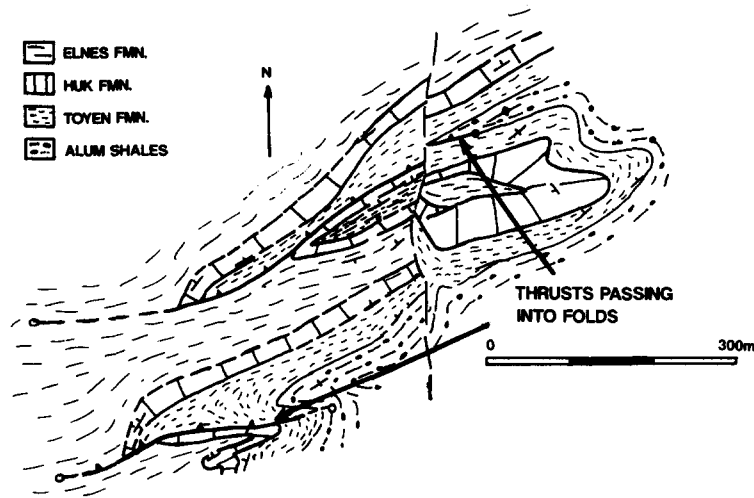 ELNES FMN.
HUK FMN.
TOYEN FMN.
ALUM SHALES
N
THRUSTS PASSING
INTO FOLDS
0 300m